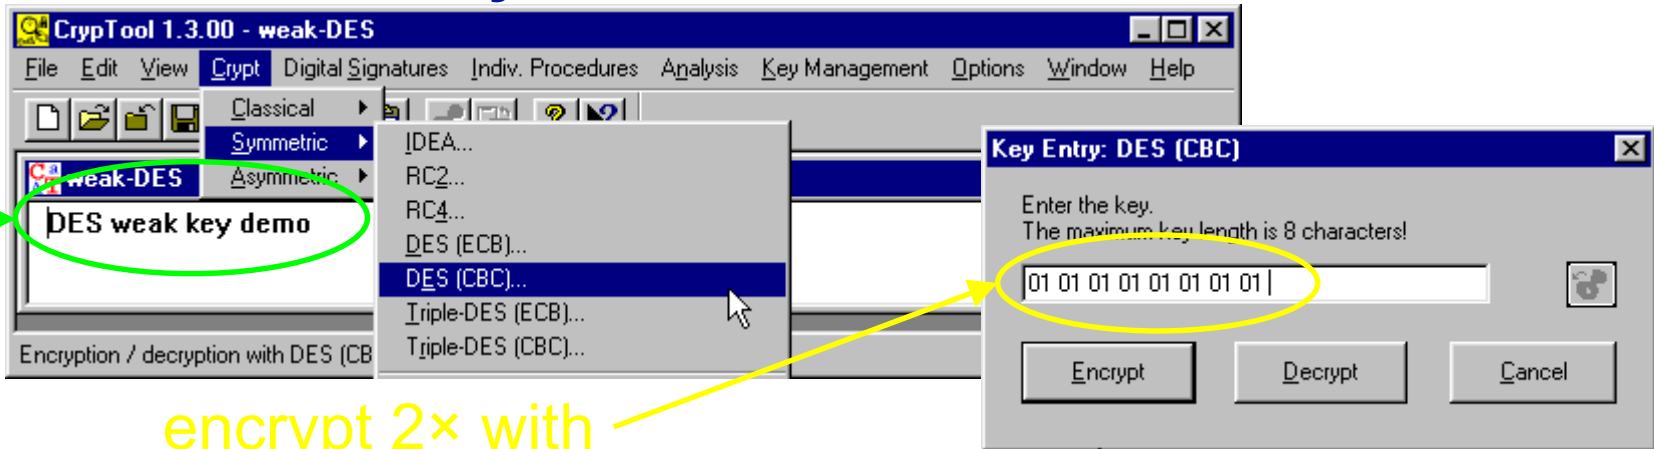 CrypTool 1.3.00 - weak-DES
File Edit View Crypt Digital Signatures Indiv. Procedures Analysis Key Management Options Window Help
Classical
Symmetric
Asymmetric
IDEA...
RC2...
RC4...
DES (ECB)...
DES (CBC)...
Triple-DES (ECB)...
Triple-DES (CBC)...
weak-DES
DES weak key demo
Encryption / decryption with DES (CB
Key Entry: DES (CBC)
Enter the key.
The maximum key length is 8 characters!
01 01 01 01 01 01 01 01
Encrypt Decrypt Cancel
encrypt 2× with